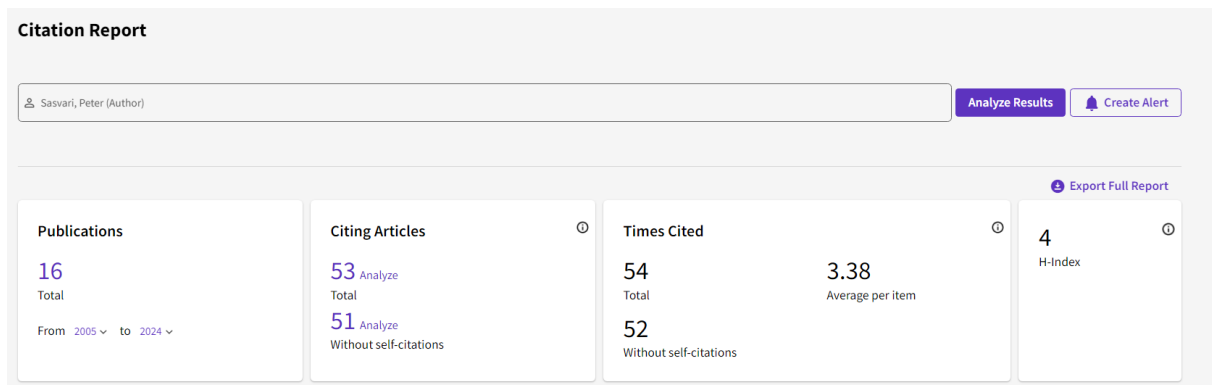 Citation Report
Sasvari, Peter (Author)
Analyze Results
Create Alert
Export Full Report
Publications
16
Total
From 2005 to 2024
Citing Articles
53 Analyze
Total
51 Analyze
Without self-citations
Times Cited
54
Total
3.38
Average per item
52
Without self-citations
4
H-Index